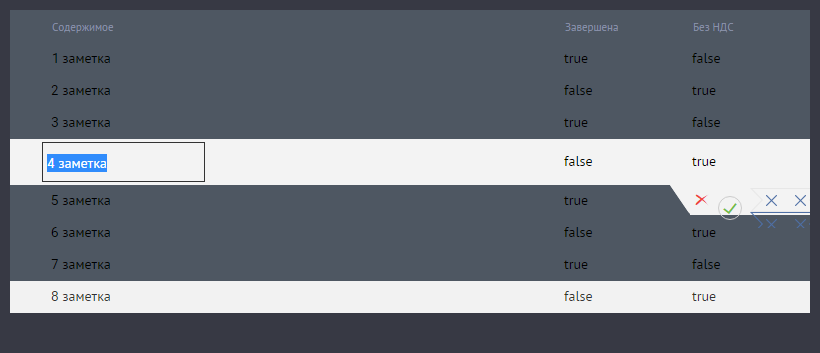 Содержимое Завершена Без НДС
1 заметка true false
2 заметка false true
3 заметка true false
4 заметка false true
5 заметка true
6 заметка false true
7 заметка true false
8 заметка false true